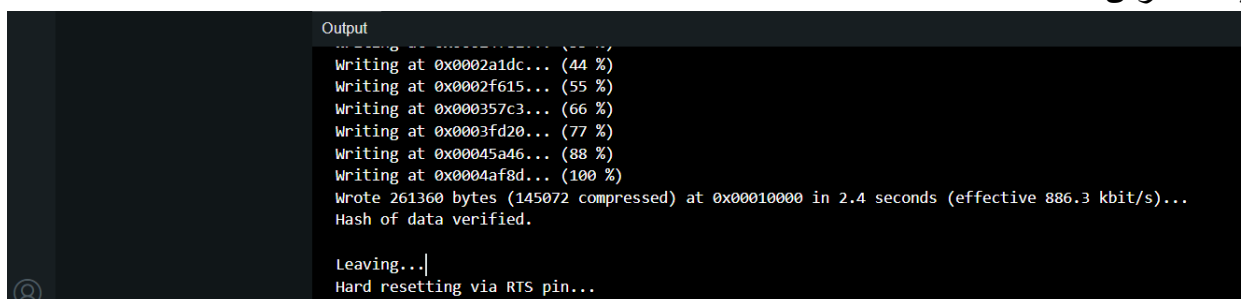 Output
Writing at 0x0002a1dc... (44 %)
Writing at 0x0002f615... (55 %)
Writing at 0x000357c3... (66 %)
Writing at 0x0003fd20... (77 %)
Writing at 0x00045a46... (88 %)
Writing at 0x0004af8d... (100 %)
Wrote 261360 bytes (145072 compressed) at 0x00010000 in 2.4 seconds (effective 886.3 kbit/s)...
Hash of data verified.
Leaving...
Hard resetting via RTS pin...